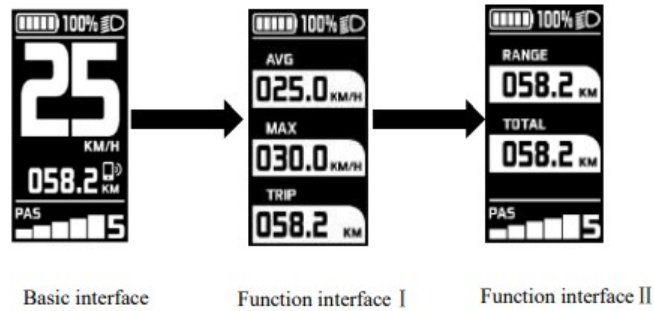 100%
25
KM/H
058.2 KM
PAS
5
100%
AVG
025.0 KM/H
MAX
030.0 KM/H
TRIP
058.2 KM
100%
RANGE
058.2 KM
TOTAL
058.2 KM
PAS
5
Basic interface
Function interface Ⅰ
Function interface Ⅱ